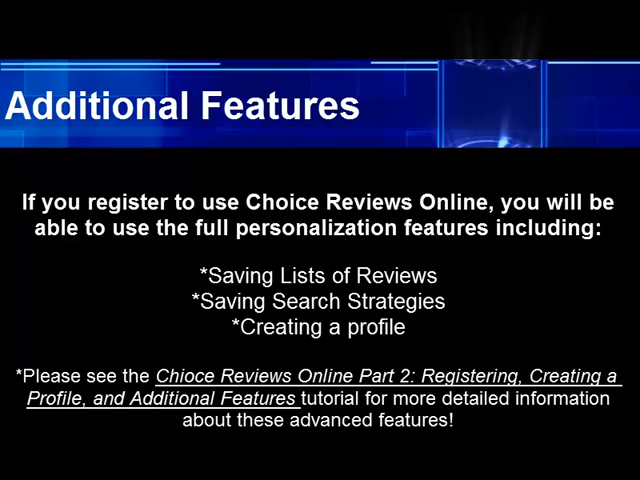 Additional Features
If you register to use Choice Reviews Online, you will be
able to use the full personalization features including:
*Saving Lists of Reviews
*Saving Search Strategies
*Creating a profile
*Please see the Chioce Reviews Online Part 2: Registering, Creating a
Profile, and Additional Features tutorial for more detailed information
about these advanced features!